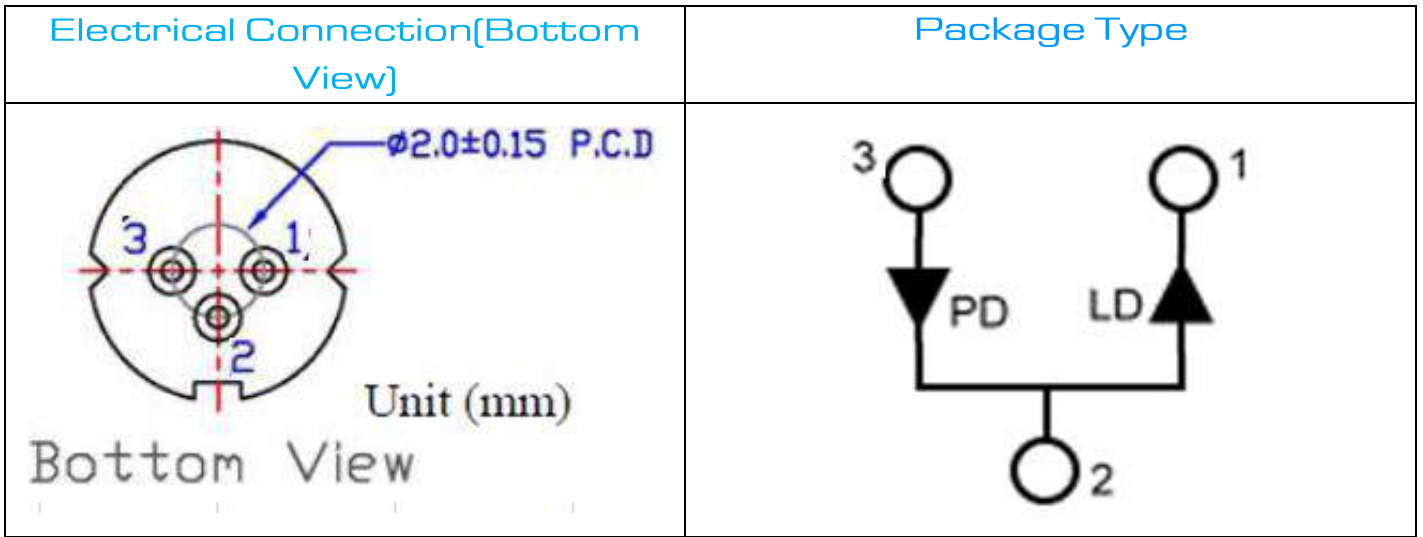 Electrical Connection(Bottom
View)
Package Type
ø2.0±0.15 P.C.D
3
1
2
Unit (mm)
Bottom View
3
1
PD
LD
2